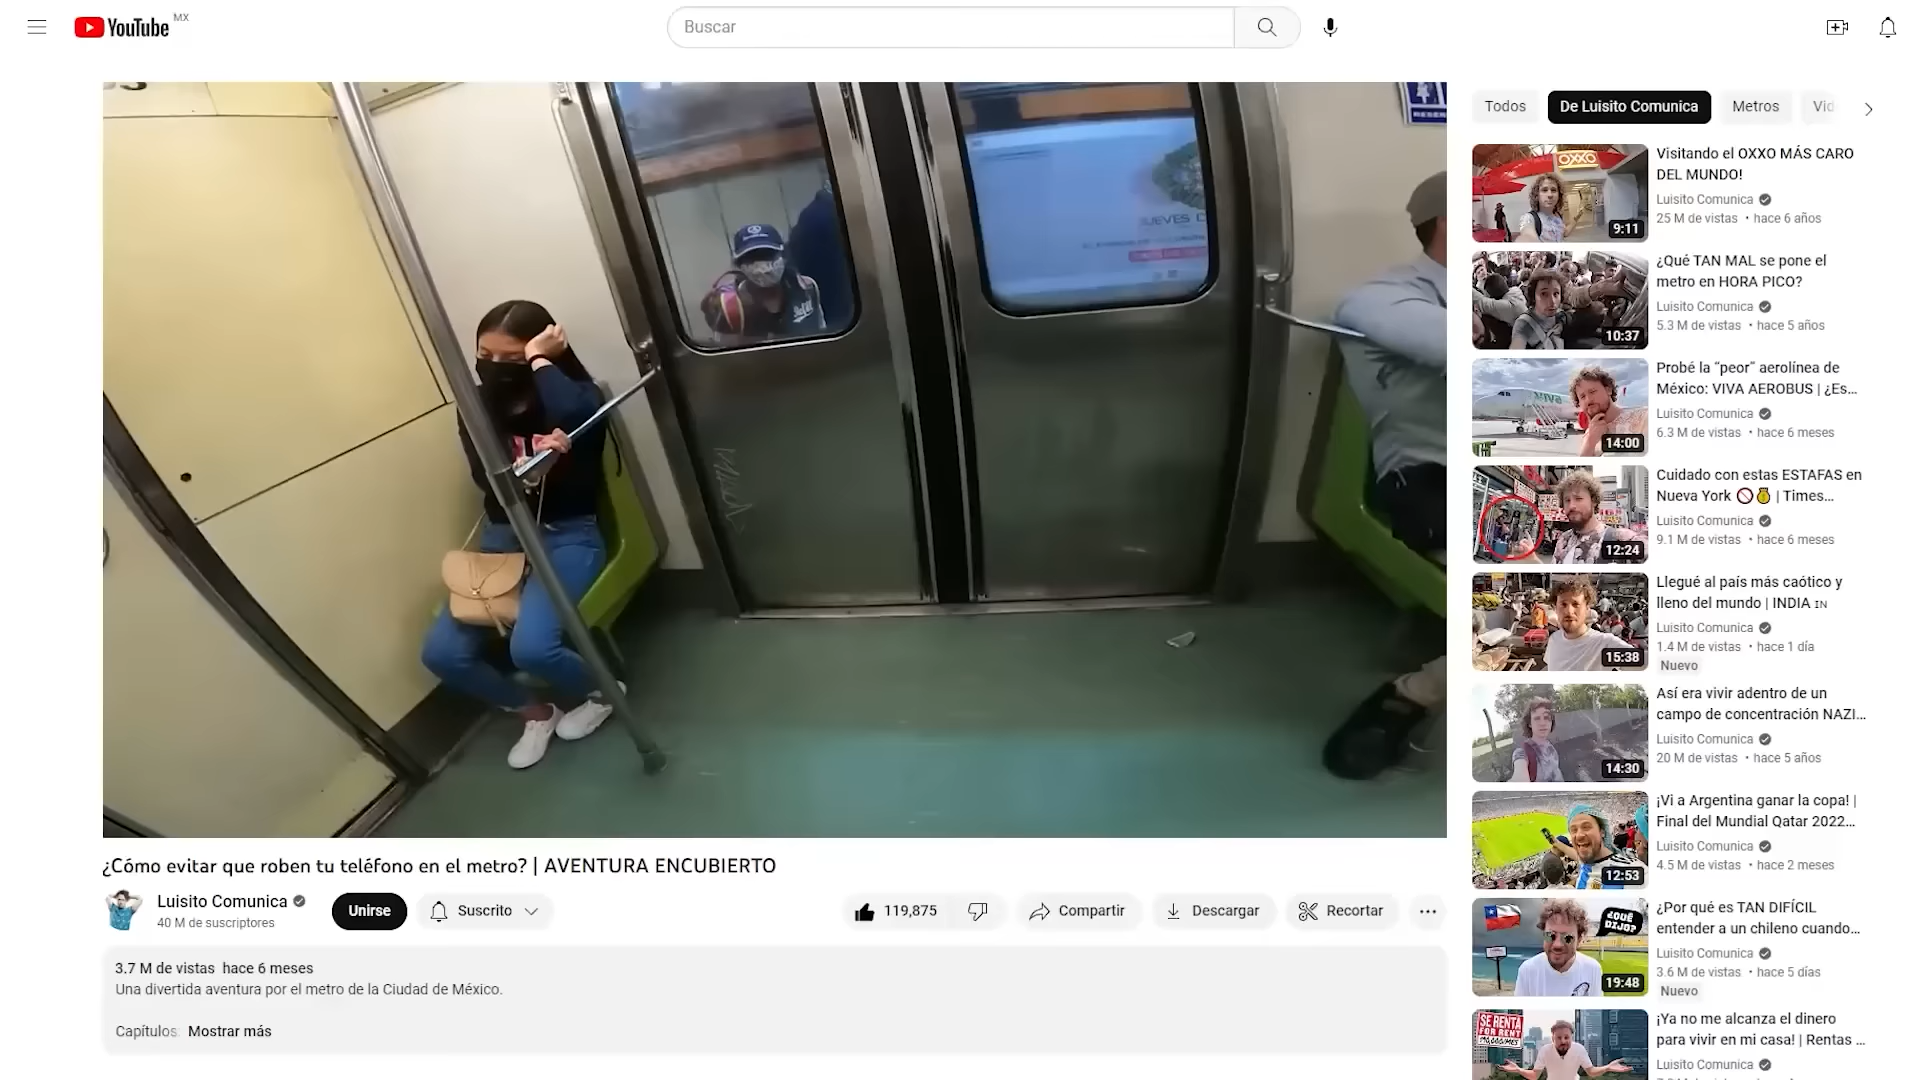 YouTube MX
Buscar
Todos
De Luisito Comunica
Metros
Vid
¿Cómo evitar que roben tu teléfono en el metro? | AVENTURA ENCUBIERTO
Luisito Comunica
40 M de suscriptores
Unirse
Suscrito
119,875
Compartir
Descargar
Recortar
3.7 M de vistas hace 6 meses
Una divertida aventura por el metro de la Ciudad de México.
Capítulos:
Mostrar más
OXXO
9:11
Visitando el OXXO MÁS CARO
DEL MUNDO!
Luisito Comunica
25 M de vistas • hace 6 años
10:37
¿Qué TAN MAL se pone el
metro en HORA PICO?
Luisito Comunica
5.3 M de vistas • hace 5 años
14:00
Probé la “peor” aerolínea de
México: VIVA AEROBUS | ¿Es...
Luisito Comunica
6.3 M de vistas • hace 6 meses
12:24
Cuidado con estas ESTAFAS en
Nueva York 🚫💰 | Times...
Luisito Comunica
9.1 M de vistas • hace 6 meses
15:38
Llegué al país más caótico y
lleno del mundo | INDIA IN
Luisito Comunica
1.4 M de vistas • hace 1 día
Nuevo
14:30
Así era vivir adentro de un
campo de concentración NAZI...
Luisito Comunica
20 M de vistas • hace 5 años
12:53
¡Vi a Argentina ganar la copa! |
Final del Mundial Qatar 2022...
Luisito Comunica
4.5 M de vistas • hace 2 meses
¿QUÉ
DIJO?
19:48
¿Por qué es TAN DIFÍCIL
entender a un chileno cuando...
Luisito Comunica
3.6 M de vistas • hace 5 días
Nuevo
SE RENTA
FOR RENT
¡Ya no me alcanza el dinero
para vivir en mi casa! | Rentas ...
Luisito Comunica